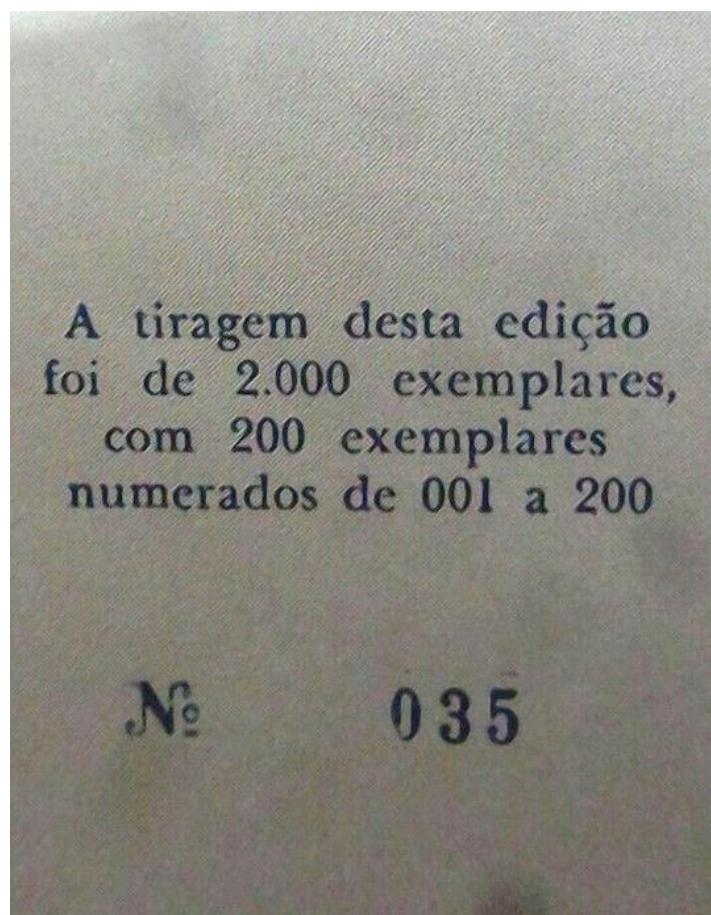 A tiragem desta edição
foi de 2.000 exemplares,
com 200 exemplares
numerados de 001 a 200
Nº 035